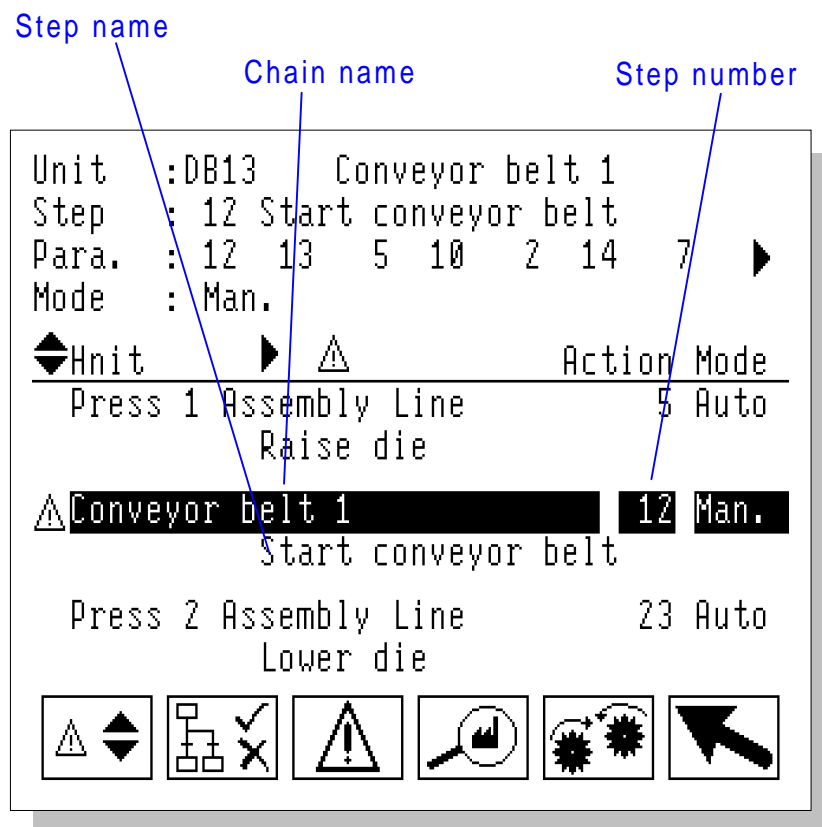 Step name
Chain name
Step number
Unit :DB13 Conveyor belt 1
Step : 12 Start conveyor belt
Para. : 12 13 5 10 2 14 7
Mode : Man.
Hnit Action Mode
Press 1 Assembly Line 5 Auto
Raise die
Conveyor belt 1 12 Man.
Start conveyor belt
Press 2 Assembly Line 23 Auto
Lower die